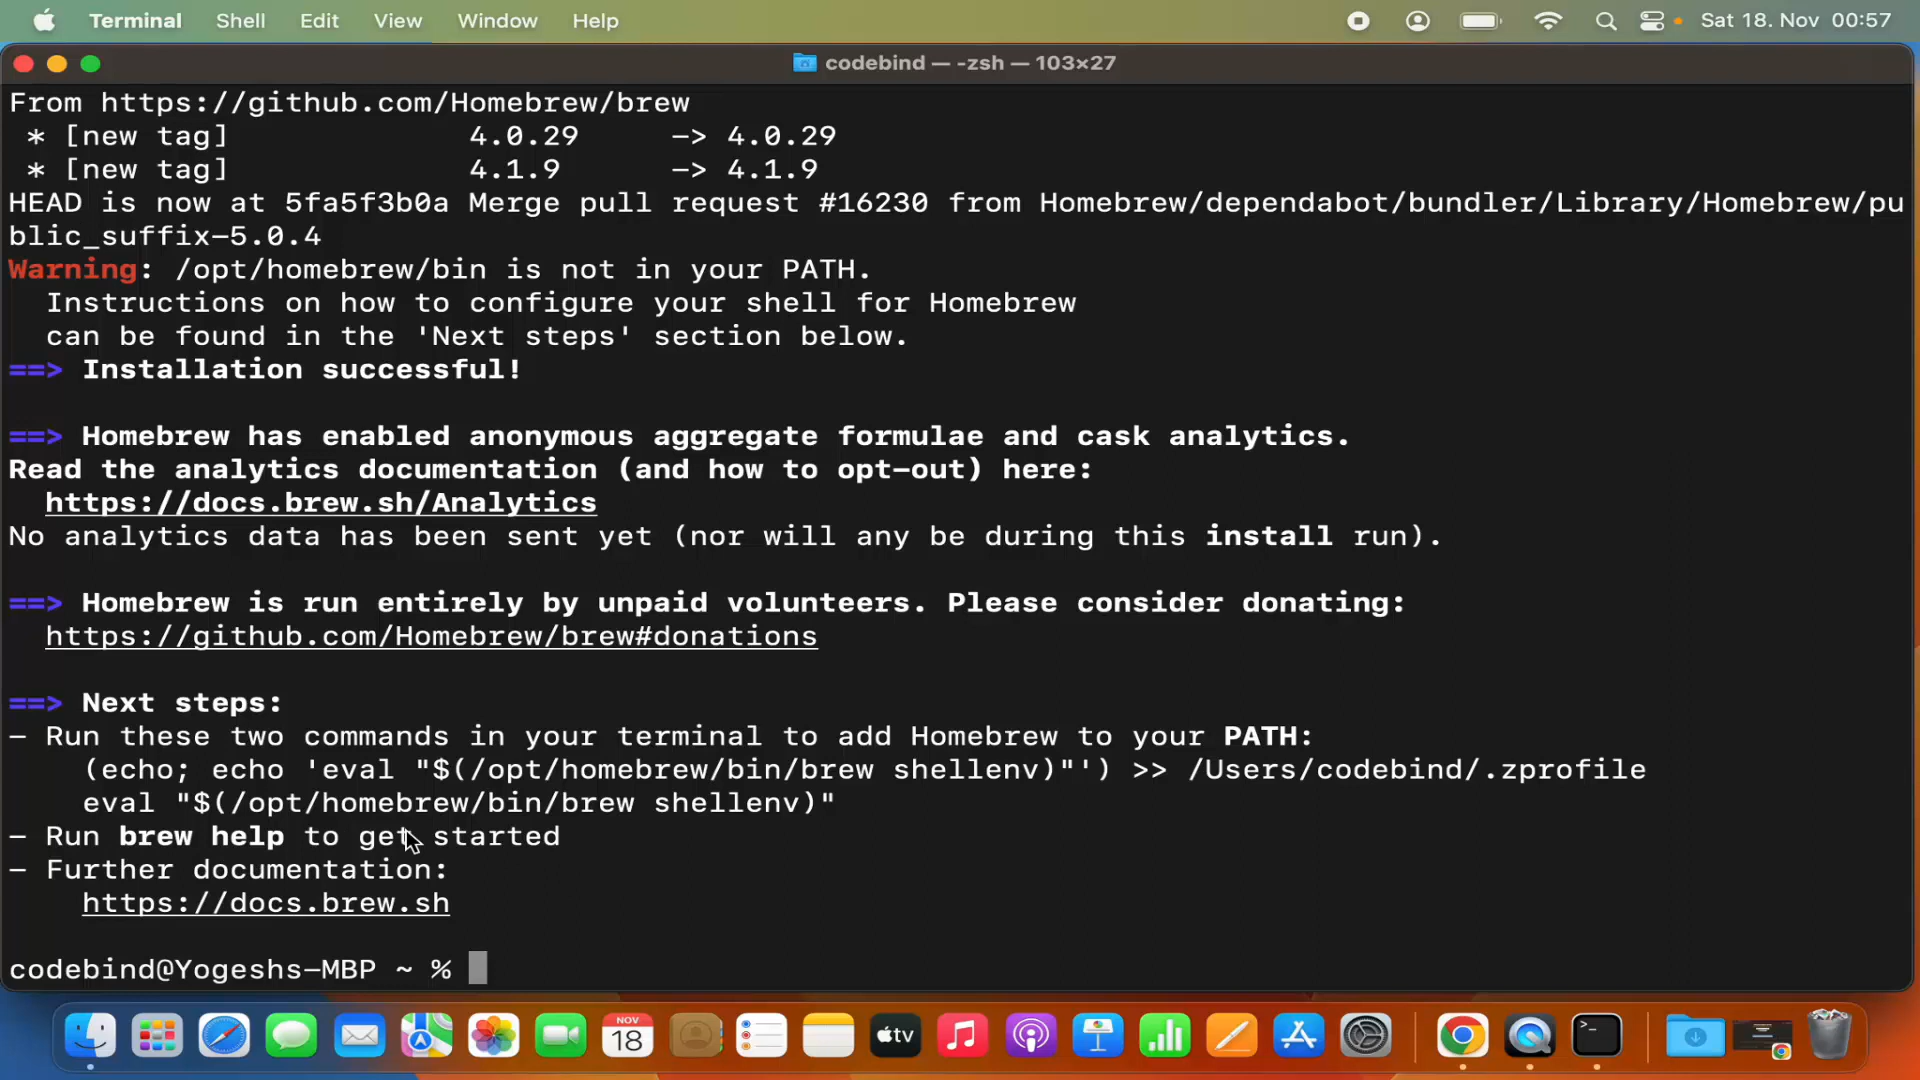 Terminal Shell Edit View Window Help Sat 18. Nov 00:57
codebind — -zsh — 103×27
From https://github.com/Homebrew/brew
 * [new tag]             4.0.29     -> 4.0.29
 * [new tag]             4.1.9      -> 4.1.9
HEAD is now at 5fa5f3b0a Merge pull request #16230 from Homebrew/dependabot/bundler/Library/Homebrew/pu
blic_suffix-5.0.4
Warning: /opt/homebrew/bin is not in your PATH.
  Instructions on how to configure your shell for Homebrew
  can be found in the 'Next steps' section below.
==> Installation successful!
==> Homebrew has enabled anonymous aggregate formulae and cask analytics.
Read the analytics documentation (and how to opt-out) here:
  https://docs.brew.sh/Analytics
No analytics data has been sent yet (nor will any be during this install run).
==> Homebrew is run entirely by unpaid volunteers. Please consider donating:
  https://github.com/Homebrew/brew#donations
==> Next steps:
- Run these two commands in your terminal to add Homebrew to your PATH:
    (echo; echo 'eval "$(/opt/homebrew/bin/brew shellenv)"') >> /Users/codebind/.zprofile
    eval "$(/opt/homebrew/bin/brew shellenv)"
- Run brew help to get started
- Further documentation:
    https://docs.brew.sh
codebind@Yogeshs-MBP ~ %
NOV
18
tv
>_